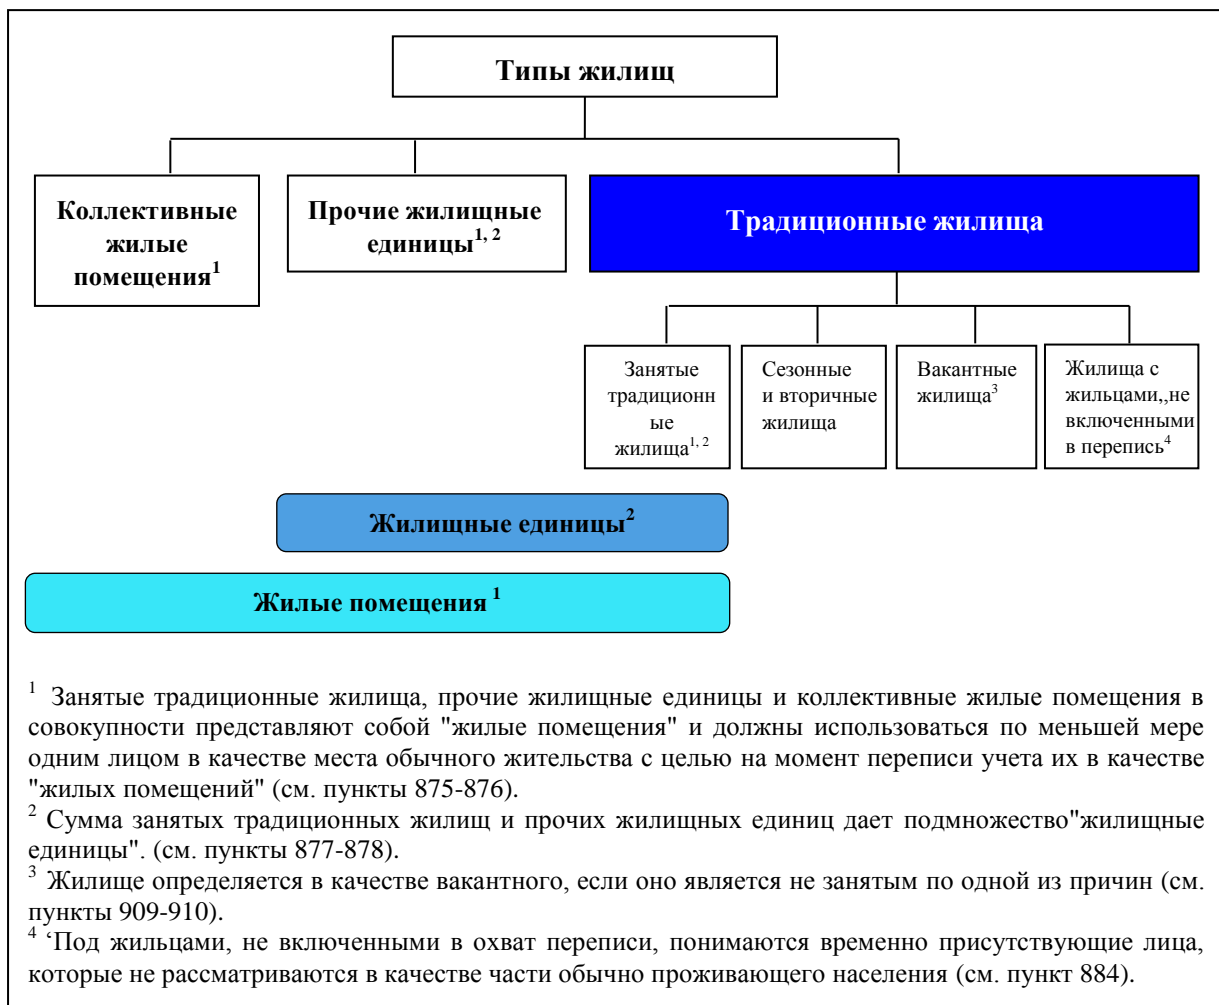 Типы жилищ
Коллективные
жилые
помещения1
Прочие жилищные
единицы1, 2
Традиционные жилища
Занятые
традиционн
ые
жилища1, 2
Сезонные
и вторичные
жилища
Вакантные
жилища3
Жилища с
жильцами,,не
включенными
в перепись4
Жилищные единицы2
Жилые помещения 1
1 Занятые традиционные жилища, прочие жилищные единицы и коллективные жилые помещения в
совокупности представляют собой "жилые помещения" и должны использоваться по меньшей мере
одним лицом в качестве места обычного жительства с целью на момент переписи учета их в качестве
"жилых помещений" (см. пункты 875-876).
2 Сумма занятых традиционных жилищ и прочих жилищных единиц дает подмножество"жилищные
единицы". (см. пункты 877-878).
3 Жилище определяется в качестве вакантного, если оно является не занятым по одной из причин (см.
пункты 909-910).
4 ‘Под жильцами, не включенными в охват переписи, понимаются временно присутствующие лица,
которые не рассматриваются в качестве части обычно проживающего населения (см. пункт 884).